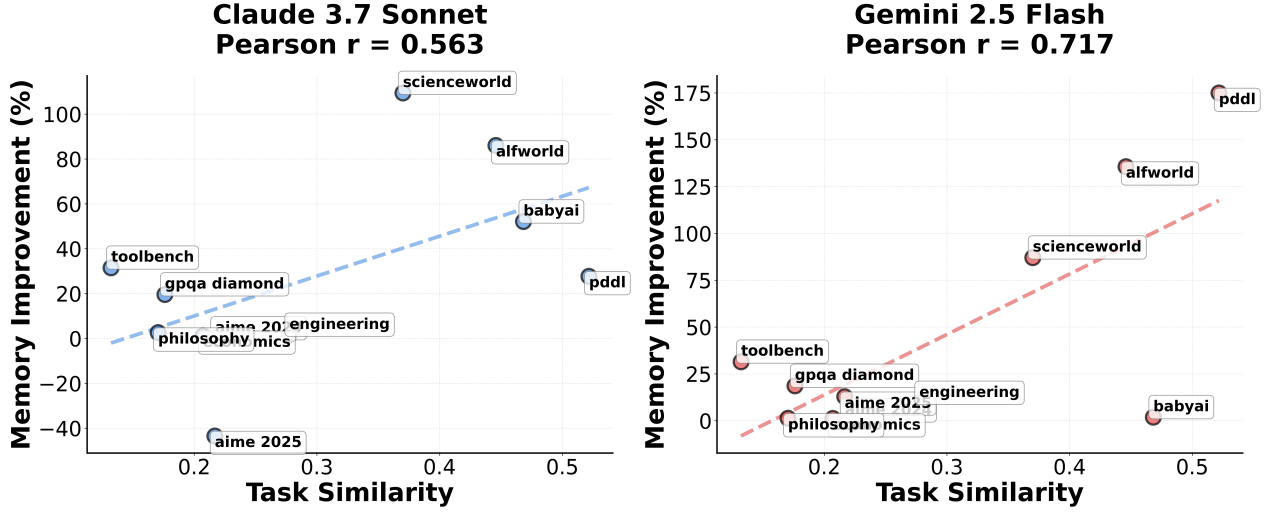 Claude 3.7 Sonnet
Pearson r = 0.563
Memory Improvement (%)
100
80
60
40
20
0
−20
−40
scienceworld
alfworld
babyai
toolbench
gpqa diamond
pddl
engineering
philosophy
aime 2025
0.2
0.3
0.4
0.5
Task Similarity
Gemini 2.5 Flash
Pearson r = 0.717
Memory Improvement (%)
175
150
125
100
75
50
25
0
pddl
alfworld
scienceworld
toolbench
gpqa diamond
engineering
aime 2025
babyai
philosophy
0.2
0.3
0.4
0.5
Task Similarity